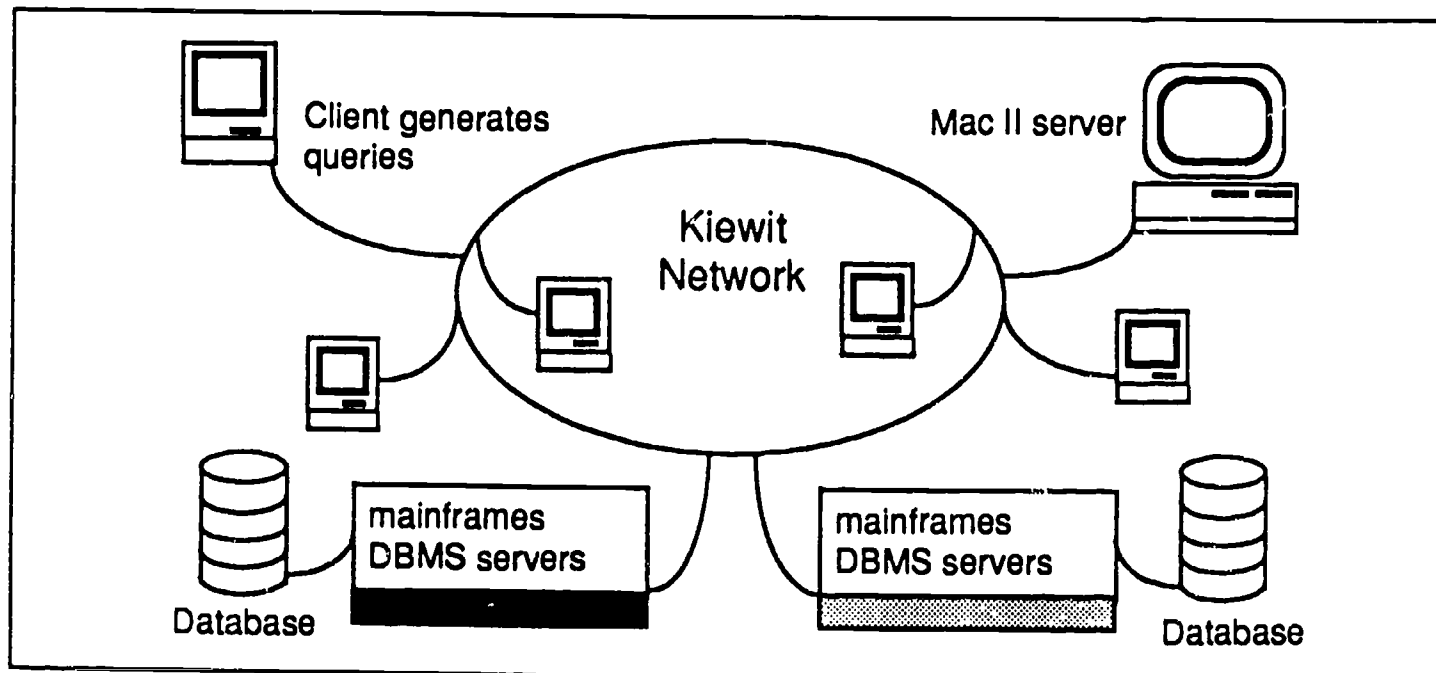 Client generates
queries
Mac II server
Kiewit
Network
mainframes
DBMS servers
Database
mainframes
DBMS servers
Database